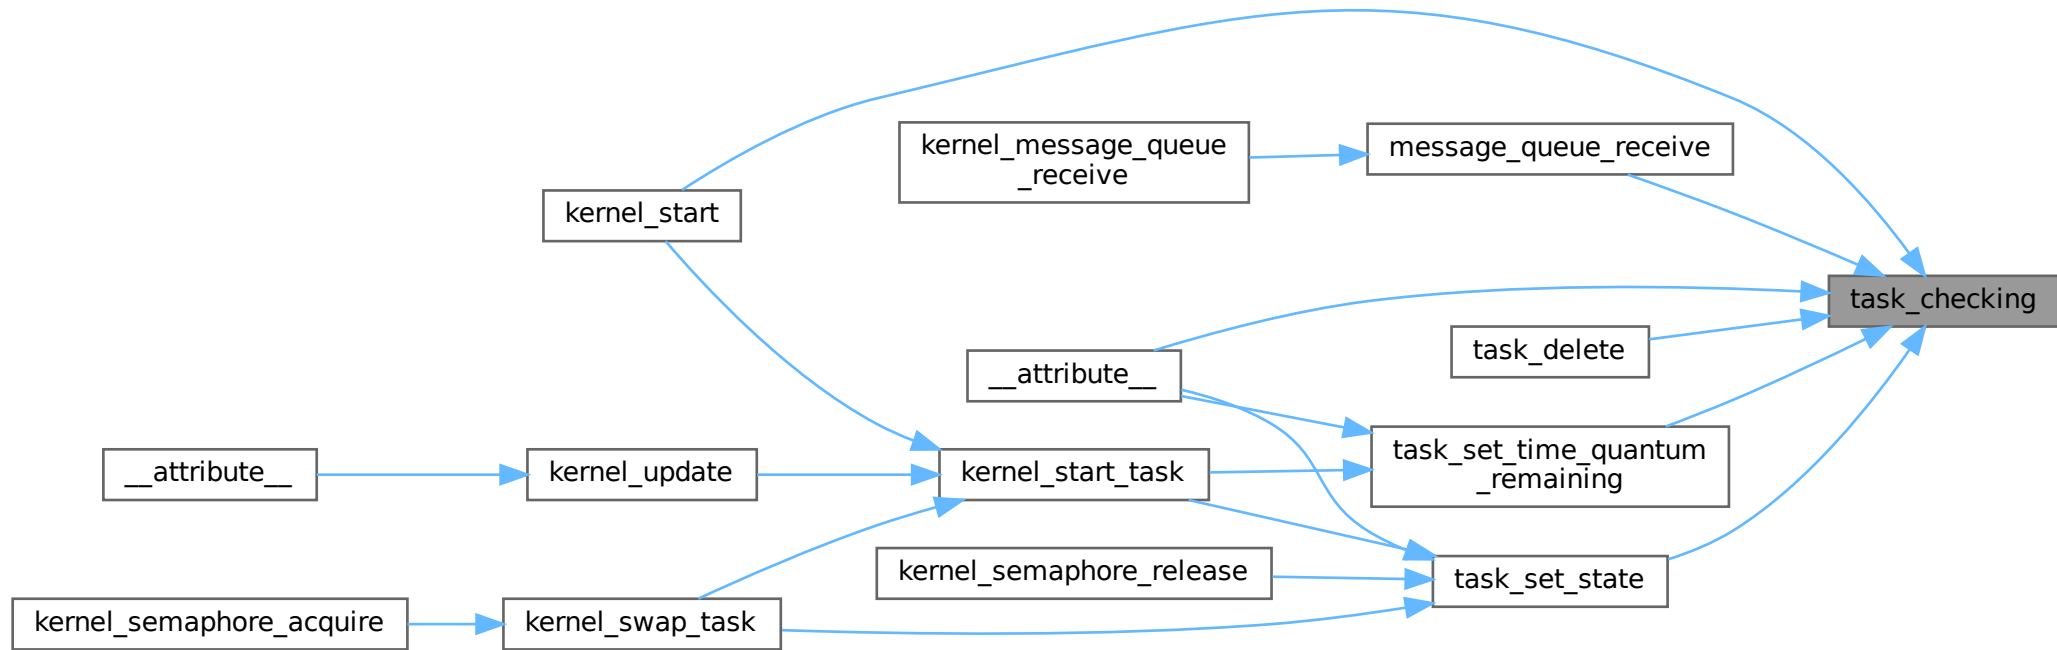 kernel_message_queue
_receive
message_queue_receive
kernel_start
task_checking
task_delete
__attribute__
task_set_time_quantum
_remaining
__attribute__
kernel_update
kernel_start_task
kernel_semaphore_release
task_set_state
kernel_semaphore_acquire
kernel_swap_task